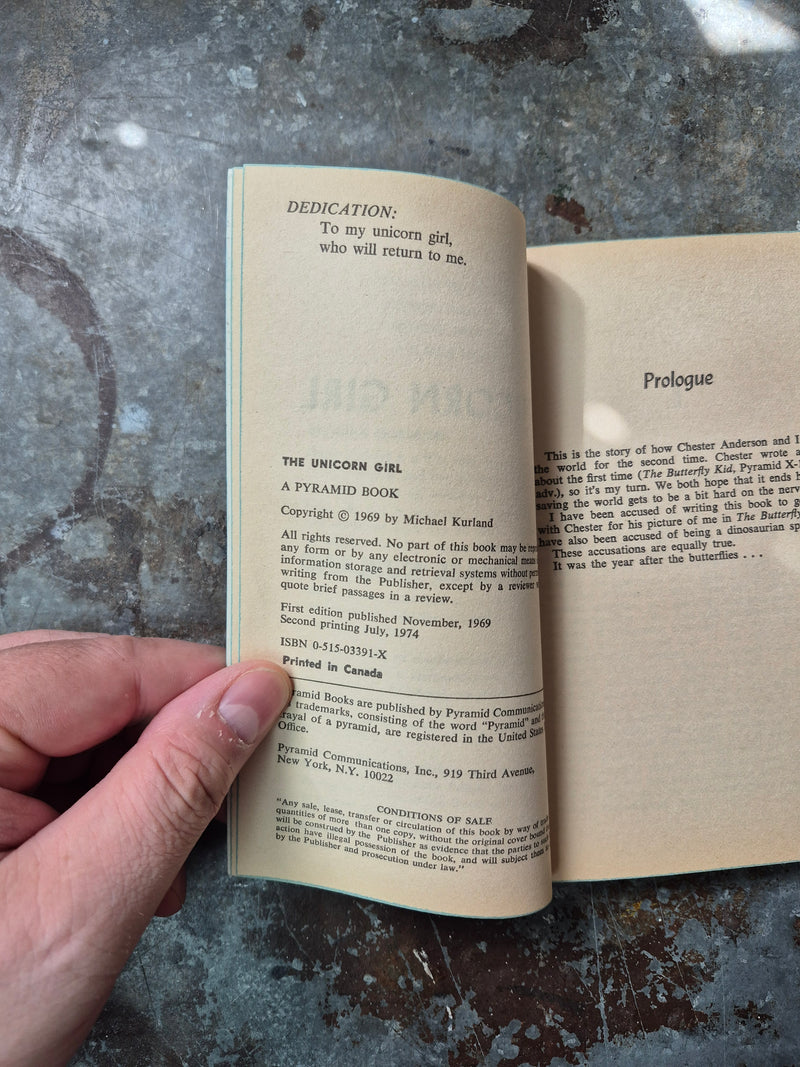 DEDICATION:
To my unicorn girl,
who will return to me.
THE UNICORN GIRL
A PYRAMID BOOK
Copyright © 1969 by Michael Kurland
All rights reserved. No part of this book may be
any form or by any electronic or mechanical means
information storage and retrieval systems without
writing from the Publisher, except by a reviewer
quote brief passages in a review.
First edition published November, 1969
Second printing July, 1974
ISBN 0-515-03391-X
Printed in Canada
Books are published by Pyramid
trademarks, consisting of the word "Pyramid" and
of a pyramid, are registered in the United States
Office.
Pyramid Communications, Inc., 919 Third Avenue,
New York, N.Y. 10022
CONDITIONS OF SALE
"Any sale, lease, transfer or circulation of this book by way of
quantities of more than one copy, without the original cover bound
will be construed by the Publisher as evidence that the parties to
action have illegal possession of the book, and will subject them
by the Publisher and prosecution under law."
Prologue
This is the story of how Chester Anderson and I
the world for the second time. Chester wrote
about the first time (The Butterfly Kid, Pyramid
adv.), so it's my turn. We both hope that it ends
saving the world gets to be a bit hard on the
I have been accused of writing this book to
with Chester for his picture of me in The Butterfly
have also been accused of being a dinosaurian
These accusations are equally true.
It was the year after the butterflies . . .